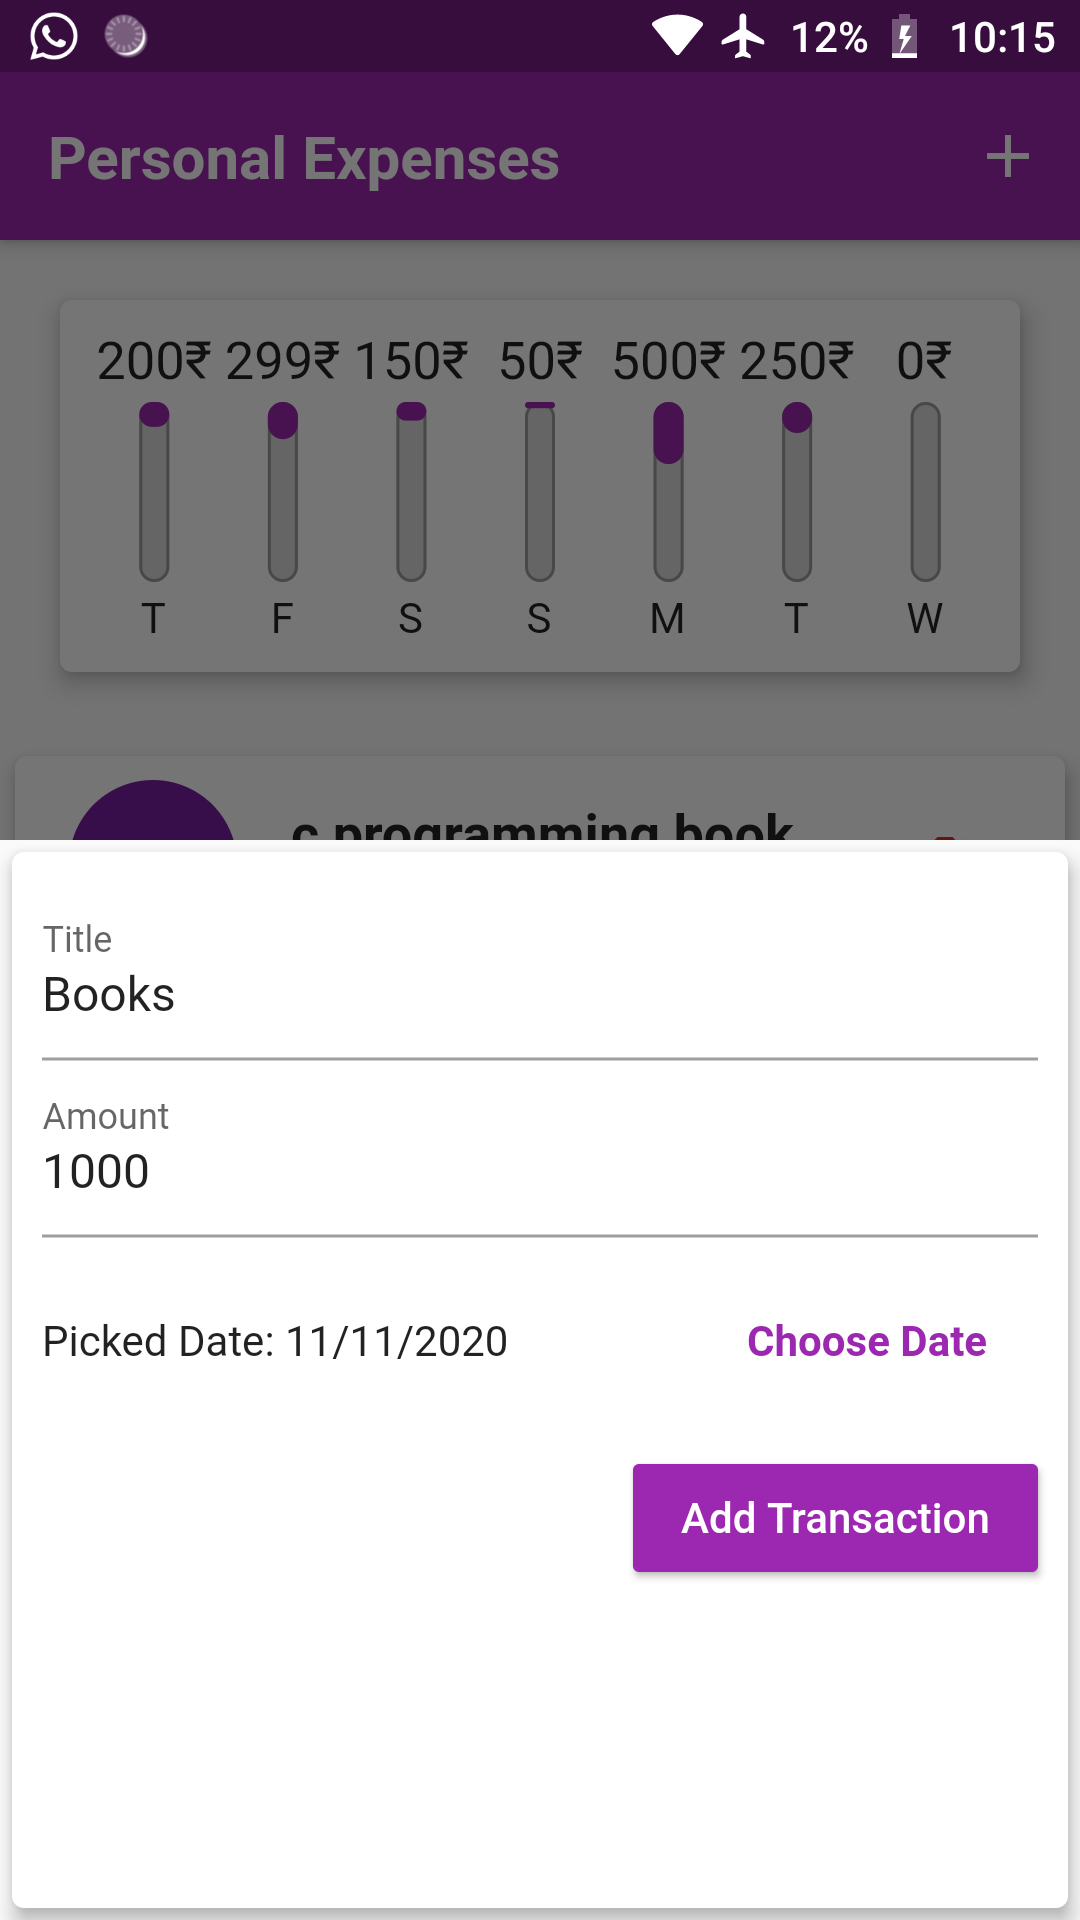 12% 10:15
Personal Expenses
200₹ 299₹ 150₹ 50₹ 500₹ 250₹ 0₹
T F S S M T W
c programming book
Title
Books
Amount
1000
Picked Date: 11/11/2020 Choose Date
Add Transaction